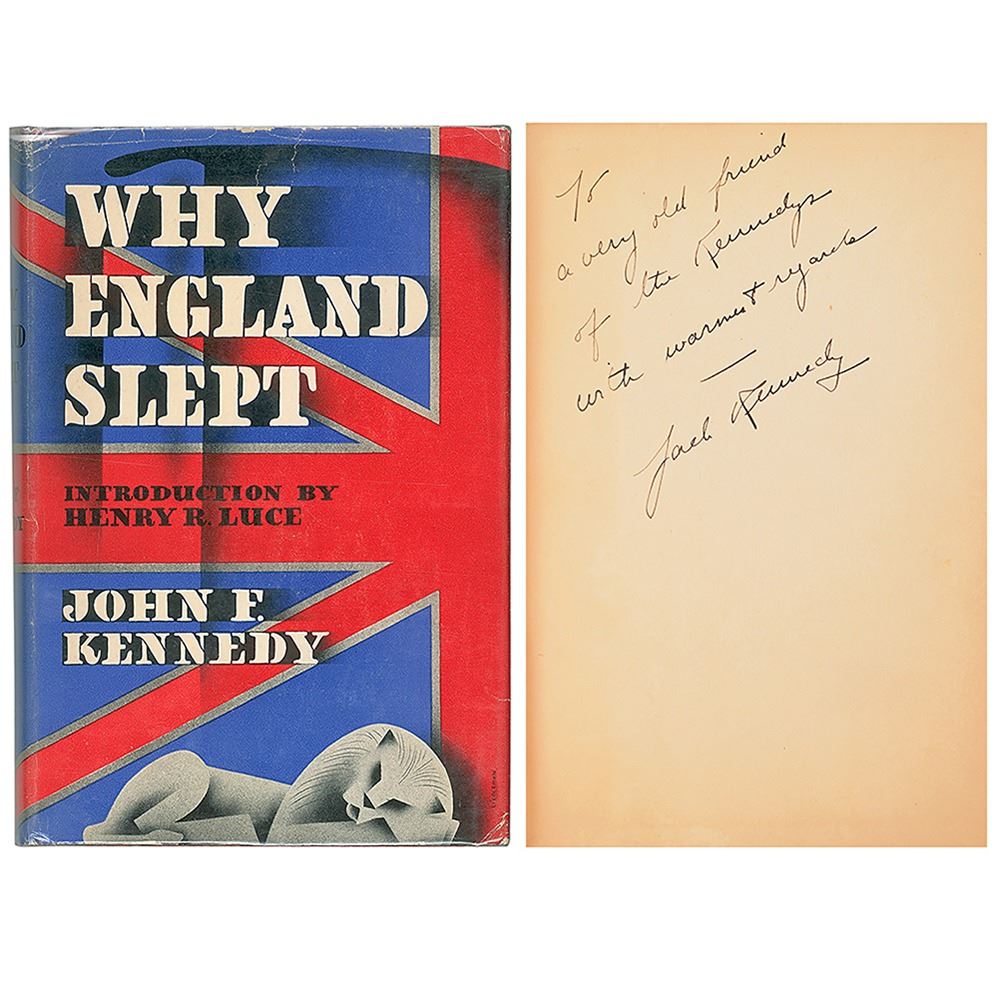 WHY
ENGLAND
SLEPT
INTRODUCTION BY
HENRY R. LUCE
JOHN F.
KENNEDY
To
a very old friend
of the Kennedys
with warmest regards
—
Jack Kennedy